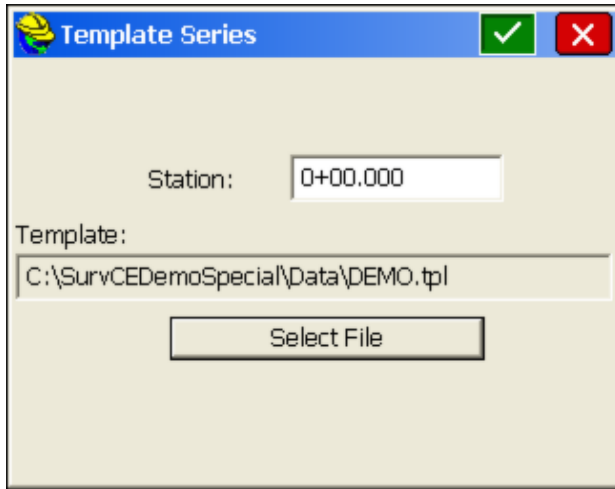 Template Series
Station: 0+00.000
Template:
C:\SurvCEDemoSpecial\Data\DEMO.tpl
Select File